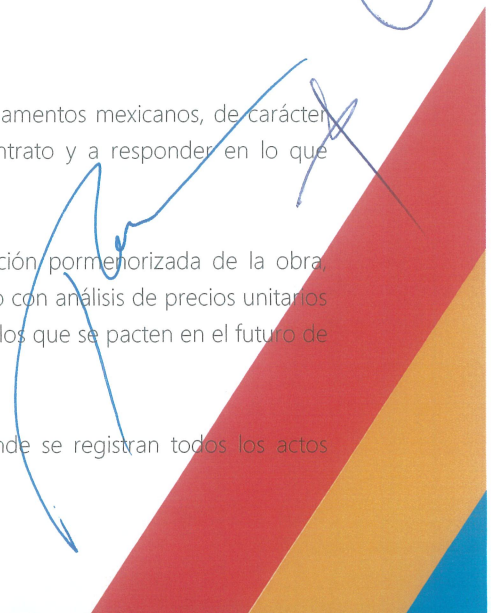 amentos mexicanos, de carácter
ntrato y a responder en lo que
ción pormenorizada de la obra,
o con análisis de precios unitarios
los que se pacten en el futuro de
nde se registran todos los actos